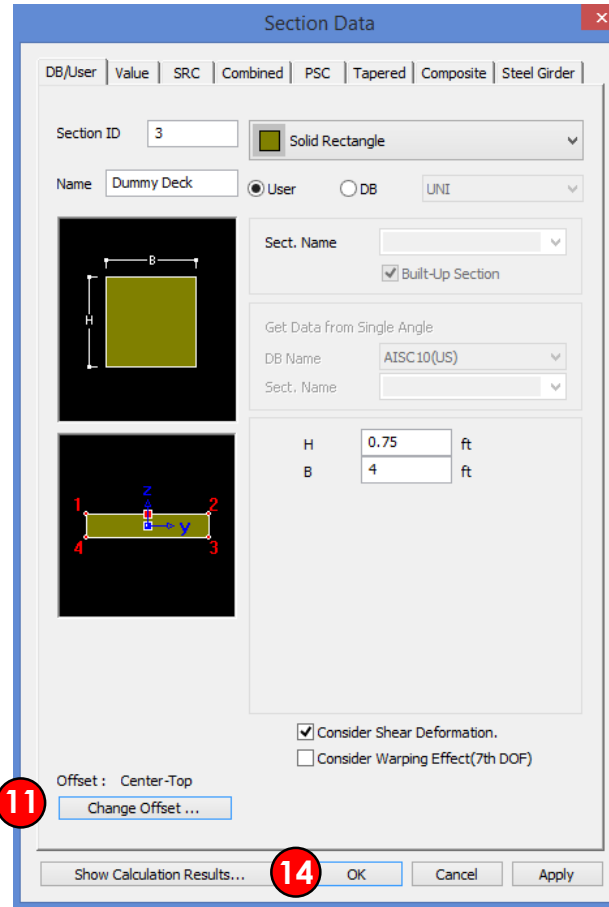 Section Data
×
DB/User Value SRC Combined PSC Tapered Composite Steel Girder
Section ID 3 Solid Rectangle
Name Dummy Deck User DB UNI
B
H
Sect. Name
Built-Up Section
Get Data from Single Angle
DB Name AISC10(US)
Sect. Name
H 0.75 ft
B 4 ft
z
1 2
y
4 3
Consider Shear Deformation.
Consider Warping Effect(7th DOF)
Offset : Center-Top
11 Change Offset ...
Show Calculation Results... 14 OK Cancel Apply